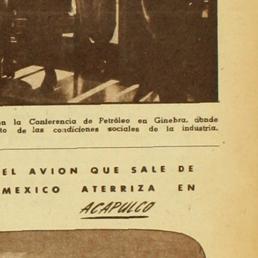 n la Conferencia de Petróleo en Ginebra, donde
to de las condiciones sociales de la industria.
EL AVION QUE SALE DE
MEXICO ATERRIZA EN
ACAPULCO